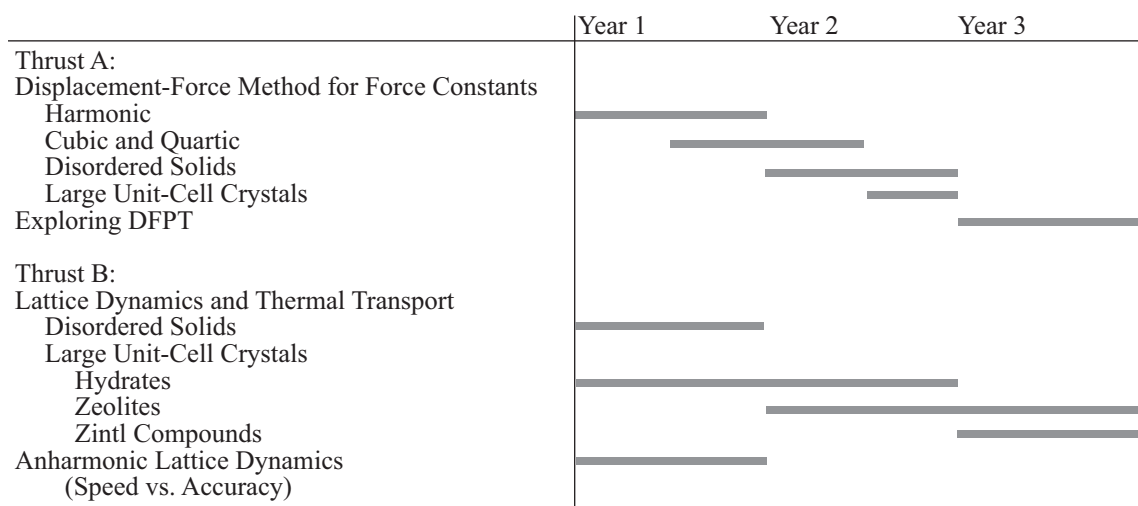 Year 1 Year 2 Year 3
Thrust A:
Displacement-Force Method for Force Constants
Harmonic
Cubic and Quartic
Disordered Solids
Large Unit-Cell Crystals
Exploring DFPT
Thrust B:
Lattice Dynamics and Thermal Transport
Disordered Solids
Large Unit-Cell Crystals
Hydrates
Zeolites
Zintl Compounds
Anharmonic Lattice Dynamics
(Speed vs. Accuracy)